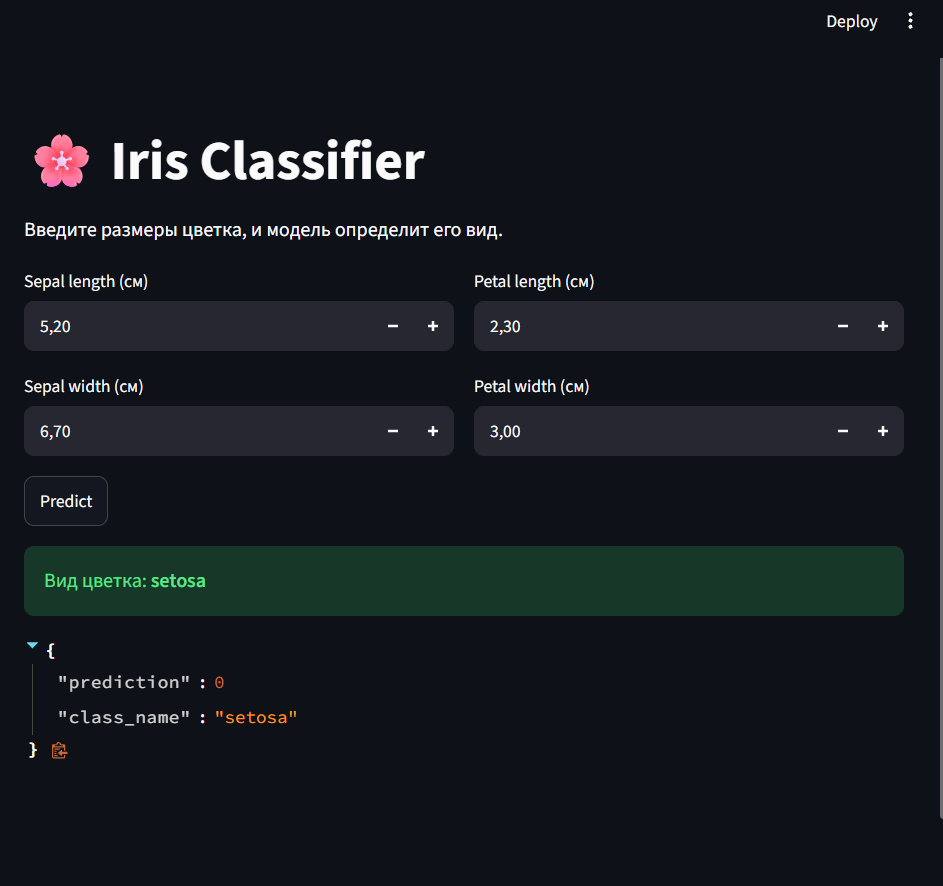 Deploy
Iris Classifier
Введите размеры цветка, и модель определит его вид.
Sepal length (см)
5,20
Petal length (см)
2,30
Sepal width (см)
6,70
Petal width (см)
3,00
Predict
Вид цветка: setosa
{
"prediction" : 0
"class_name" : "setosa"
}